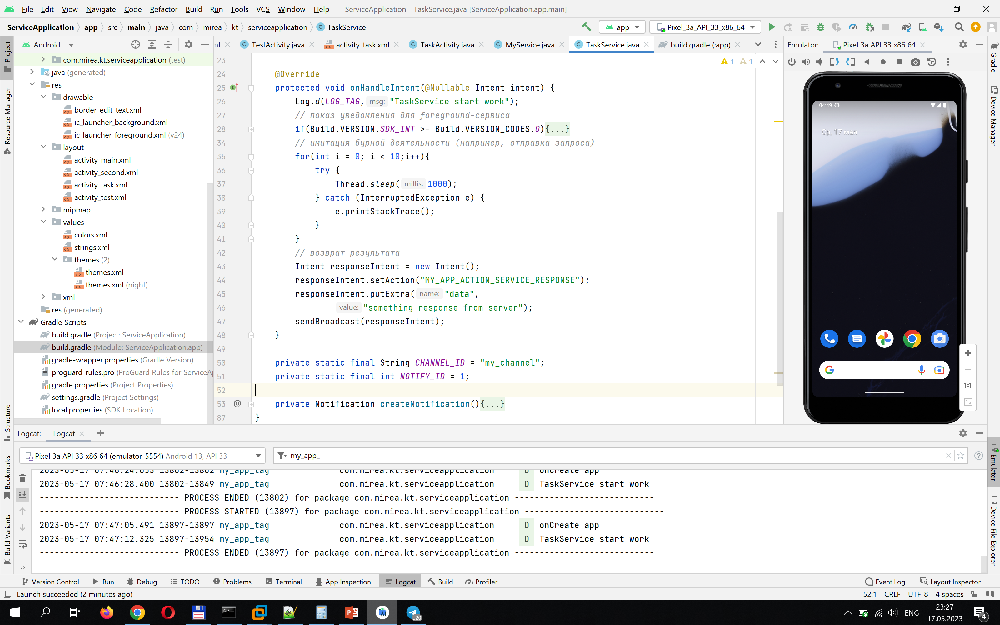 File Edit View Navigate Code Refactor Build Run Tools VCS Window Help ServiceApplication - TaskService.java [ServiceApplication.app.main]
ServiceApplication app src main java com mirea kt serviceapplication TaskService app Pixel_3a_API_33_x86_64
Android ml TestActivity.java activity_task.xml TaskActivity.java MyService.java TaskService.java build.gradle (:app) Emulator: Pixel 3a API 33 x86 64
Project
Resource Manager
Structure
Bookmarks
Build Variants
com.mirea.kt.serviceapplication (test)
java (generated)
res
drawable
border_edit_text.xml
ic_launcher_background.xml
ic_launcher_foreground.xml (v24)
layout
activity_main.xml
activity_second.xml
activity_task.xml
activity_test.xml
mipmap
values
colors.xml
strings.xml
themes (2)
themes.xml
themes.xml (night)
xml
res (generated)
Gradle Scripts
build.gradle (Project: ServiceApplication)
build.gradle (Module: ServiceApplication.app)
gradle-wrapper.properties (Gradle Version)
proguard-rules.pro (ProGuard Rules for ServiceAp
gradle.properties (Project Properties)
settings.gradle (Project Settings)
local.properties (SDK Location)
1 1
23
24 @Override
25 protected void onHandleIntent(@Nullable Intent intent) {
26 Log.d(LOG_TAG, msg: "TaskService start work");
27 // показ уведомления для foreground-сервиса
28 if(Build.VERSION.SDK_INT >= Build.VERSION_CODES.O){...}
34 // имитация бурной деятельности (например, отправка запроса)
35 for(int i = 0; i < 10;i++){
36 try {
37 Thread.sleep( millis: 1000);
38 } catch (InterruptedException e) {
39 e.printStackTrace();
40 }
41 }
42 // возврат результата
43 Intent responseIntent = new Intent();
44 responseIntent.setAction("MY_APP_ACTION_SERVICE_RESPONSE");
45 responseIntent.putExtra( name: "data",
46 value: "something response from server");
47 sendBroadcast(responseIntent);
48 }
49
50 private static final String CHANNEL_ID = "my_channel";
51 private static final int NOTIFY_ID = 1;
52
53 @ private Notification createNotification(){...}
87 }
04:49
Ср, 17 мая
1:1
Gradle
Device Manager
Emulator
Device File Explorer
Logcat: Logcat
Pixel 3a API 33 x86 64 (emulator-5554) Android 13, API 33 my_app_
2023-05-17 07:46:24.053 13802-13802 my_app_tag com.mirea.kt.serviceapplication D onCreate app
2023-05-17 07:46:28.400 13802-13849 my_app_tag com.mirea.kt.serviceapplication D TaskService start work
---------------------------- PROCESS ENDED (13802) for package com.mirea.kt.serviceapplication ----------------------------
---------------------------- PROCESS STARTED (13897) for package com.mirea.kt.serviceapplication ----------------------------
2023-05-17 07:47:05.491 13897-13897 my_app_tag com.mirea.kt.serviceapplication D onCreate app
2023-05-17 07:47:12.325 13897-13954 my_app_tag com.mirea.kt.serviceapplication D TaskService start work
---------------------------- PROCESS ENDED (13897) for package com.mirea.kt.serviceapplication ----------------------------
Version Control Run Debug TODO Problems Terminal App Inspection Logcat Build Profiler Event Log Layout Inspector
Launch succeeded (2 minutes ago) 52:1 CRLF UTF-8 4 spaces
..20
ENG
23:27
17.05.2023
4